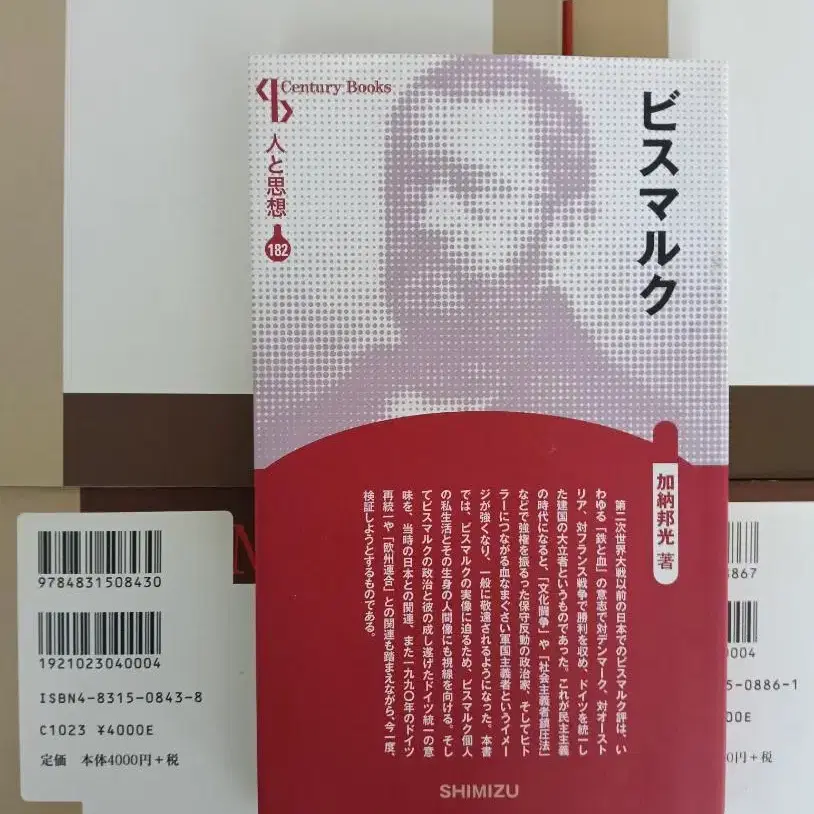 Century Books
人と思想
182
ビスマルク
加納邦光 著
第二次世界大戦以前の日本でのビスマルク評は、い
わゆる「鉄と血」の意志で対デンマーク、対オースト
リア、対フランス戦争で勝利を収め、ドイツを統一し
た建国の大立者というものであった。これが民主主義
の時代になると、「文化闘争」や「社会主義者鎮圧法」
などで強権を振るった保守反動の政治家、そしてヒト
ラーにつながる血なまぐさい軍国主義者というイメー
ジが強くなり、一般に敬遠されるようになった。本書
では、ビスマルクの実像に迫るため、ビスマルク個人
の私生活とその生身の人間像にも視線を向ける。そし
てビスマルクの政治と彼の成し遂げたドイツ統一の意
味を、当時の日本との関連、また一九九〇年のドイツ
再統一や「欧州連合」との関連も踏まえながら、今一度、
検証しようとするものである。
SHIMIZU
9784831508430
1921023040004
ISBN4-8315-0843-8
C1023 ¥4000E
定価 本体4000円+税
8867
0004
5-0886-1
00E
0円+税